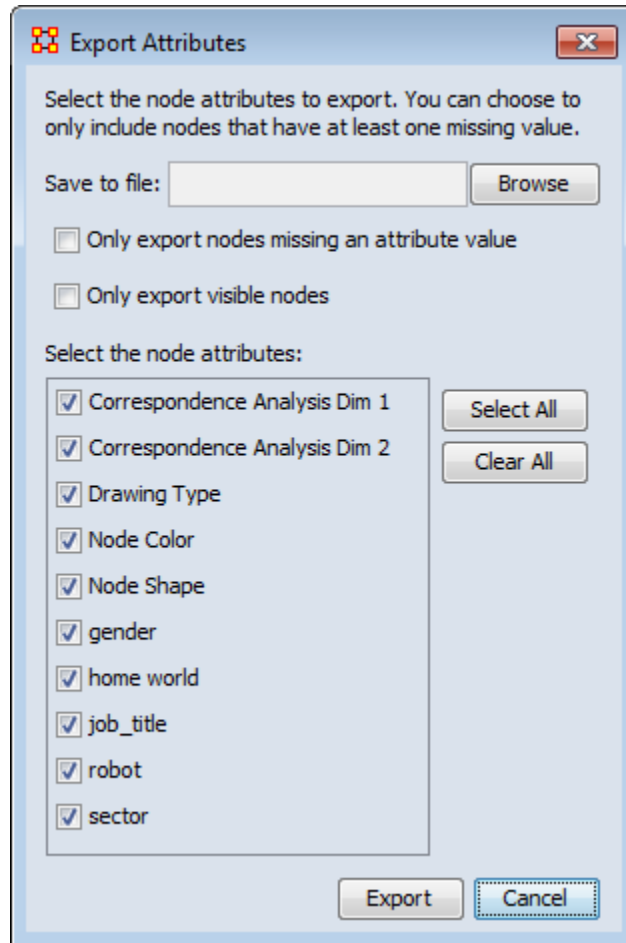 Export Attributes
Select the node attributes to export. You can choose to
only include nodes that have at least one missing value.
Save to file: Browse
Only export nodes missing an attribute value
Only export visible nodes
Select the node attributes:
Correspondence Analysis Dim 1
Select All
Correspondence Analysis Dim 2
Clear All
Drawing Type
Node Color
Node Shape
gender
home world
job_title
robot
sector
Export Cancel